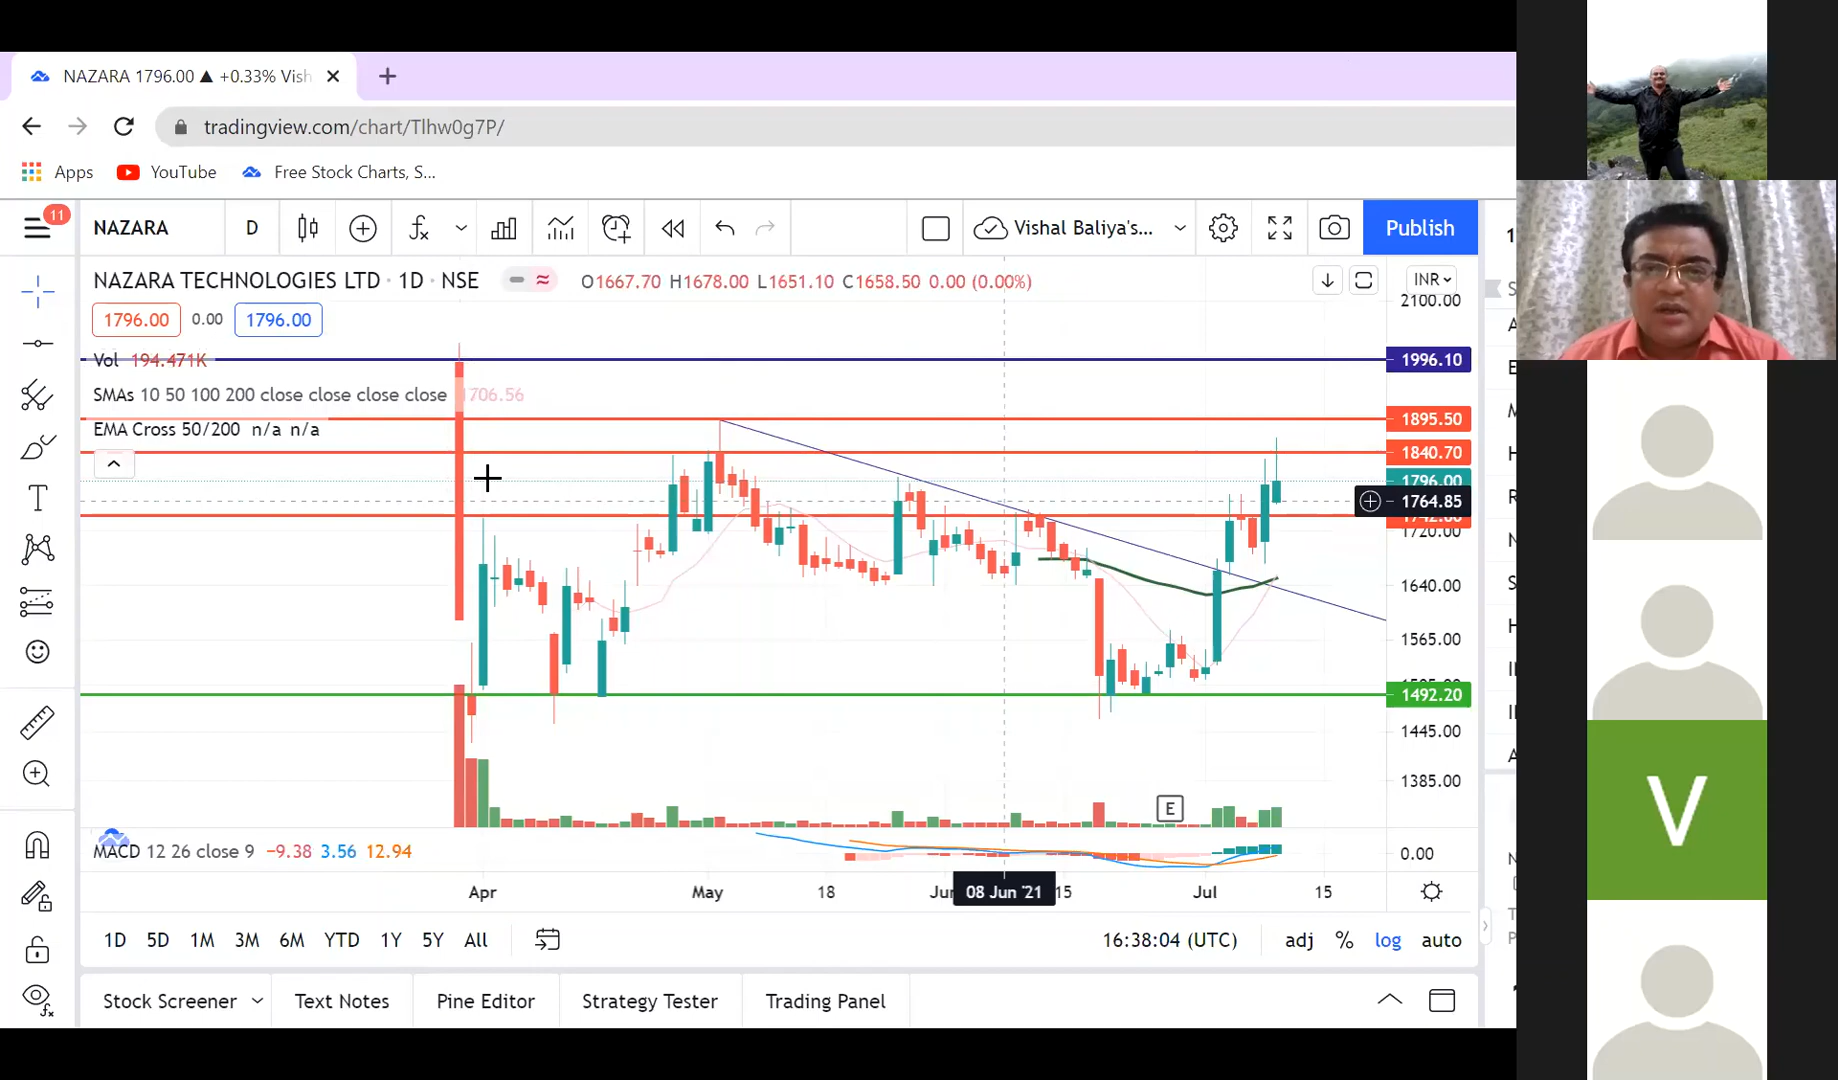 NAZARA 1796.00 ▲ +0.33% Vish
tradingview.com/chart/Tlhw0g7P/
Apps YouTube Free Stock Charts, S...
11
NAZARA D Vishal Baliya's... Publish
NAZARA TECHNOLOGIES LTD · 1D · NSE O1667.70 H1678.00 L1651.10 C1658.50 0.00 (0.00%)
INR
2100.00
1796.00 0.00 1796.00
Vol 194.471K
1996.10
SMAs 10 50 100 200 close close close close 1706.56
1895.50
EMA Cross 50/200 n/a n/a
1840.70
1796.00
1764.85
1742.60
1720.00
1640.00
1565.00
1492.20
1445.00
1385.00
E
MACD 12 26 close 9 −9.38 3.56 12.94
0.00
Apr May 18 Jun 08 Jun '21 15 Jul 15
1D 5D 1M 3M 6M YTD 1Y 5Y All 16:38:04 (UTC) adj % log auto
Stock Screener Text Notes Pine Editor Strategy Tester Trading Panel
V